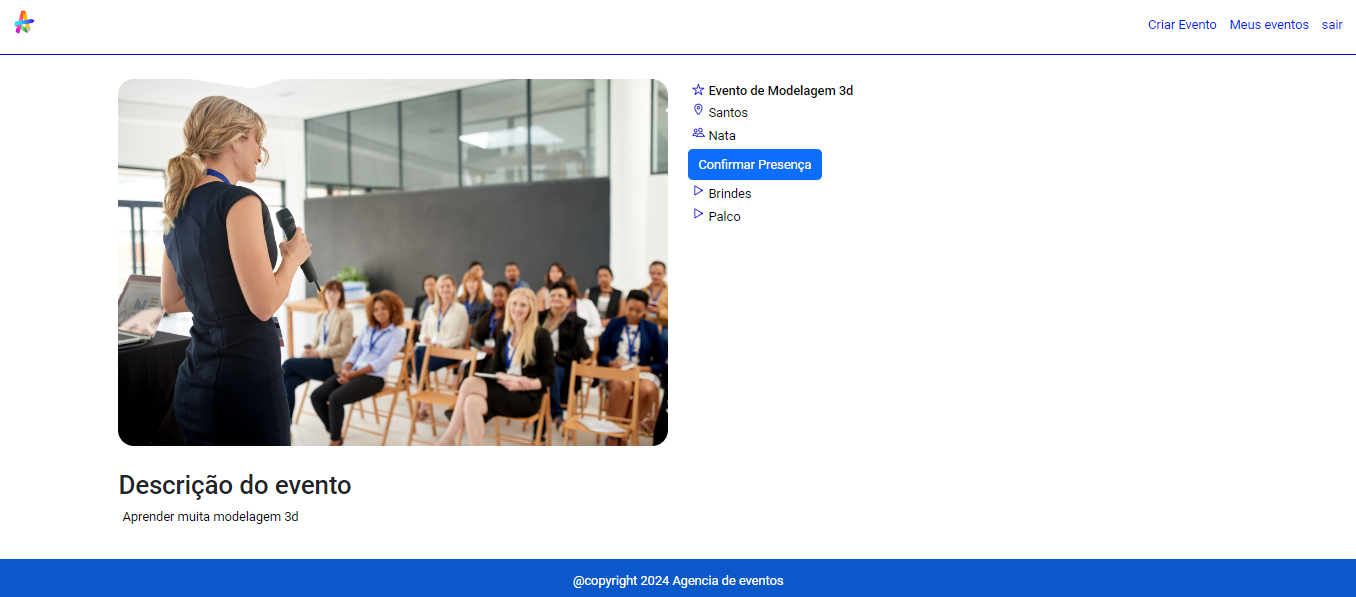 Criar Evento Meus eventos sair
Evento de Modelagem 3d
Santos
Nata
Confirmar Presença
Brindes
Palco
Descrição do evento
Aprender muita modelagem 3d
@copyright 2024 Agencia de eventos